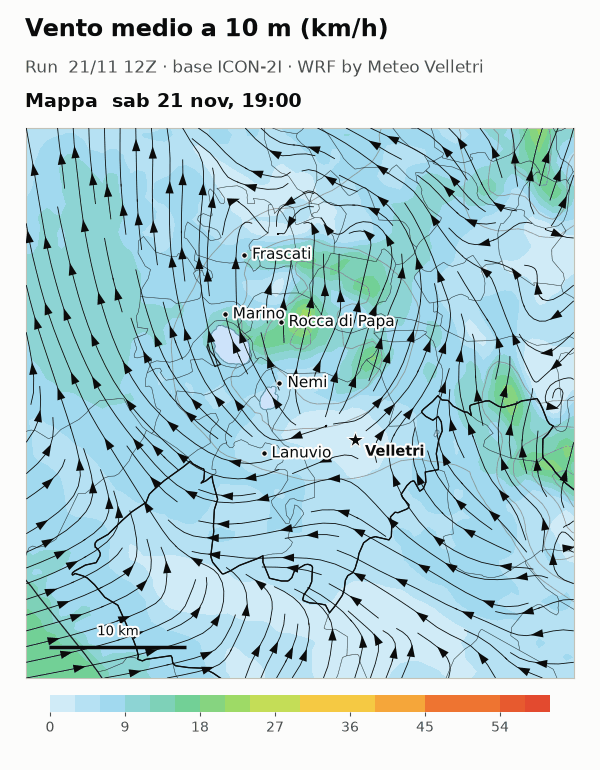 Vento medio a 10 m (km/h)
Run  21/11 12Z · base ICON-2I · WRF by Meteo Velletri
Mappa  sab 21 nov, 19:00
Frascati
Marino
Rocca di Papa
Nemi
Velletri
Lanuvio
10 km
0 9 18 27 36 45 54